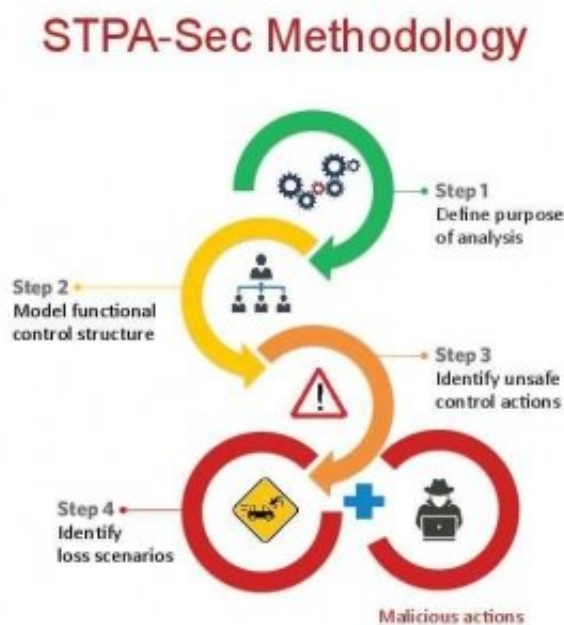 STPA-Sec Methodology
Step 1
Define purpose
of analysis
Step 2
Model functional
control structure
Step 3
Identify unsafe
control actions
Step 4
Identify
loss scenarios
Malicious actions